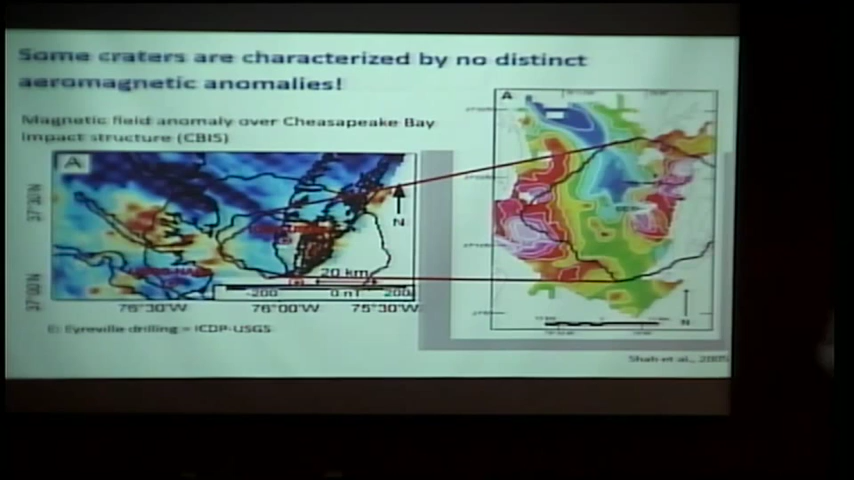 Some craters are characterized by no distinct
aeromagnetic anomalies!
Magnetic field anomaly over Cheasapeake Bay
impact structure (CBIS)
A
A
37°30'N
N
20 km
37°00'N
-200
0 nT
200
76°30'W
76°00'W
75°30'W
N
E: Eyreville drilling = ICDP-USGS
Shah et al., 2005